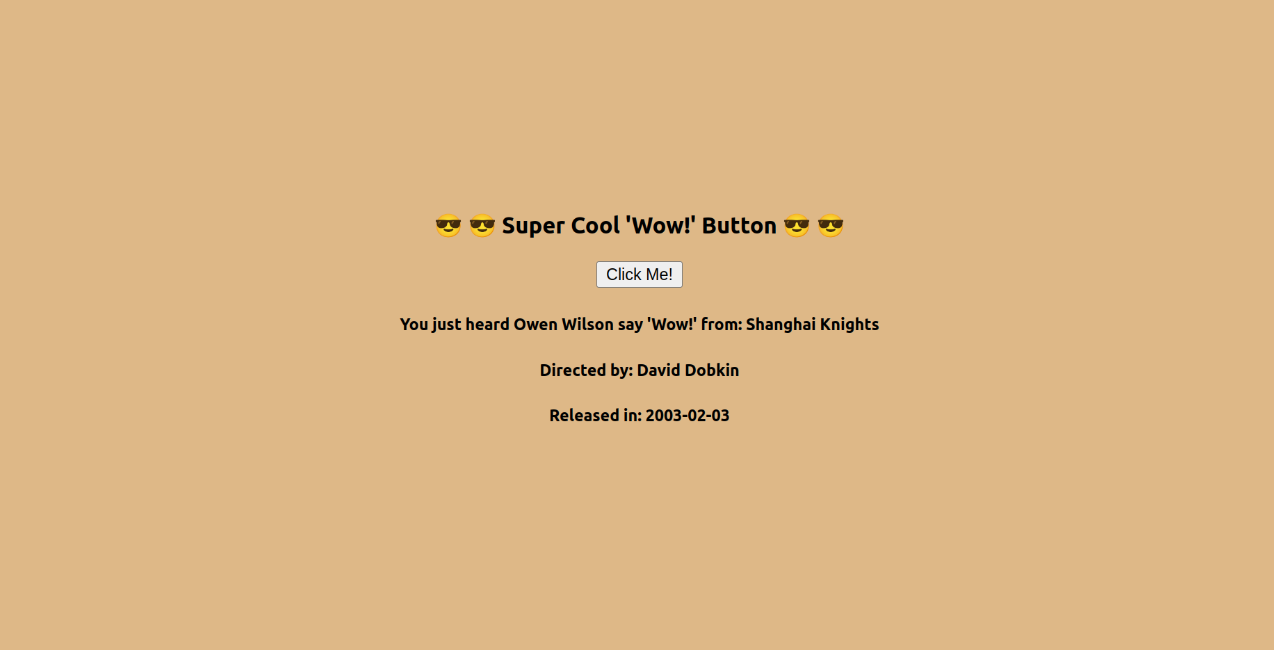 😎 😎 Super Cool 'Wow!' Button 😎 😎
Click Me!
You just heard Owen Wilson say 'Wow!' from: Shanghai Knights
Directed by: David Dobkin
Released in: 2003-02-03